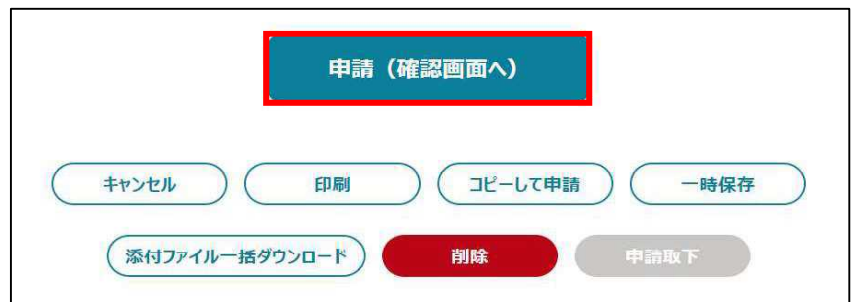 申請（確認画面へ）
キャンセル 印刷 コピーして申請 一時保存
添付ファイル一括ダウンロード 削除 申請取下